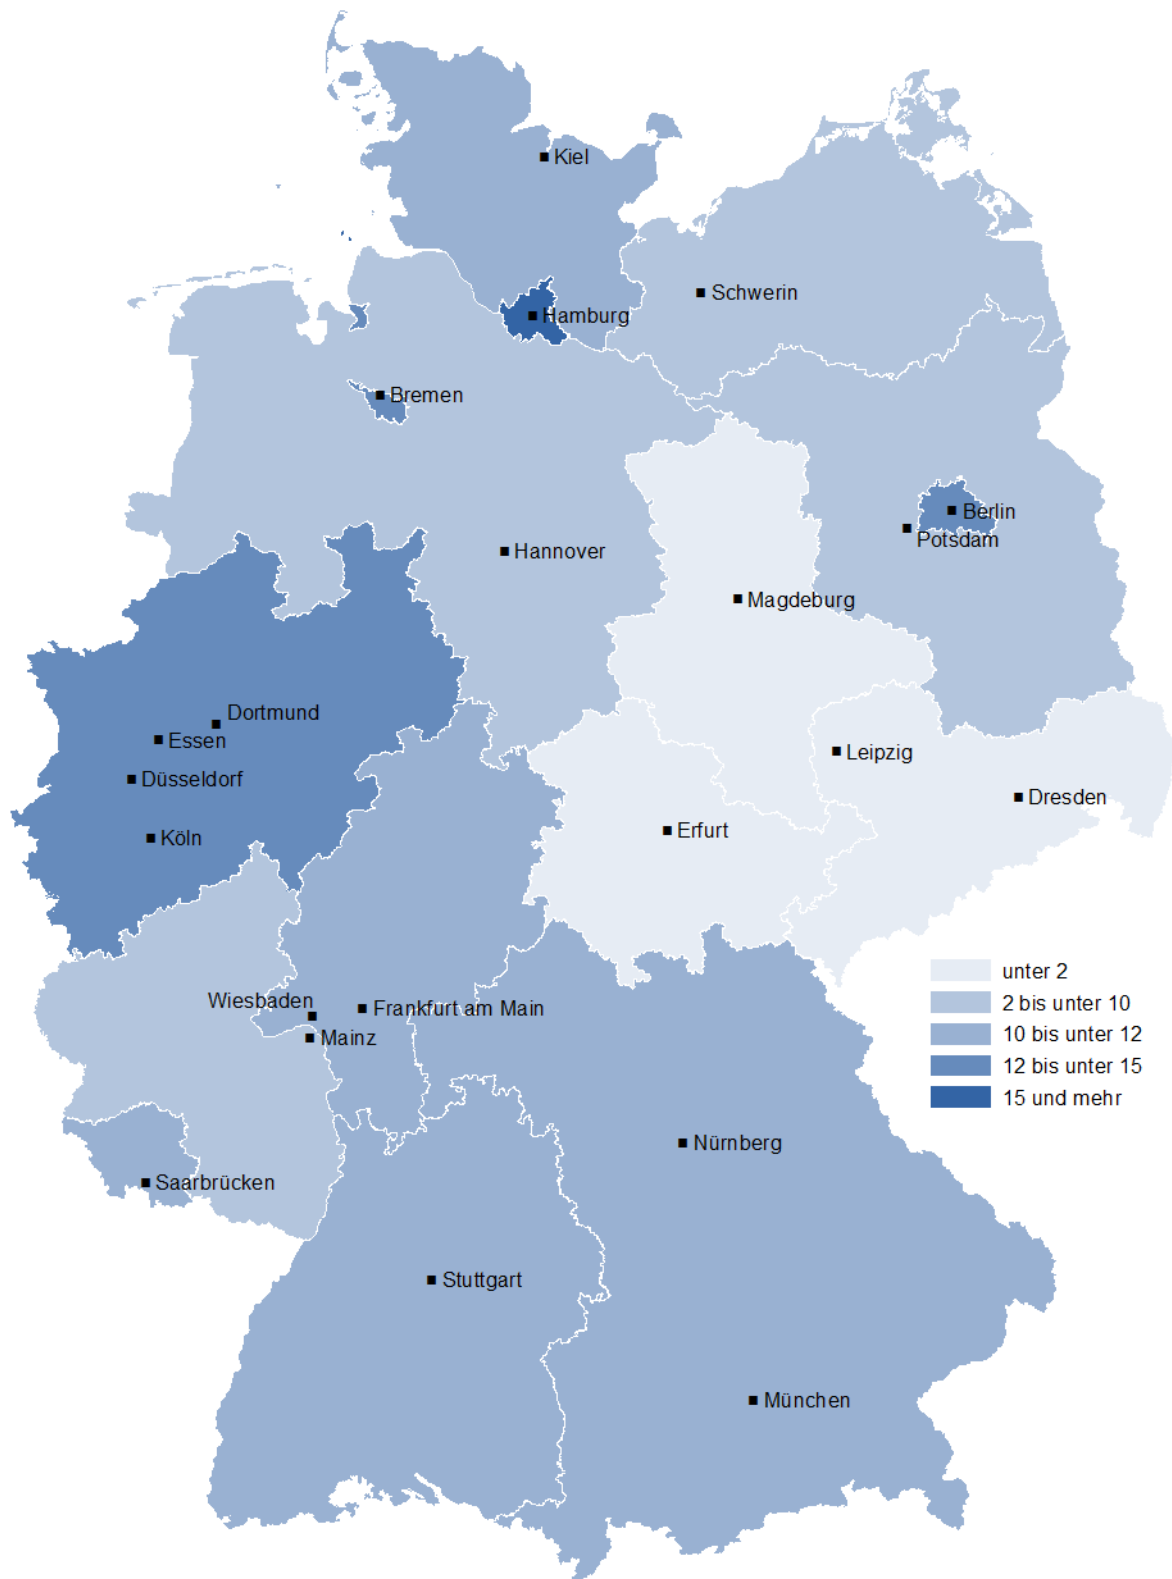 Kiel
Schwerin
Hamburg
Bremen
Berlin
Potsdam
Hannover
Magdeburg
Dortmund
Essen
Leipzig
Düsseldorf
Dresden
Köln
Erfurt
unter 2
2 bis unter 10
10 bis unter 12
12 bis unter 15
15 und mehr
Wiesbaden
Frankfurt am Main
Mainz
Nürnberg
Saarbrücken
Stuttgart
München